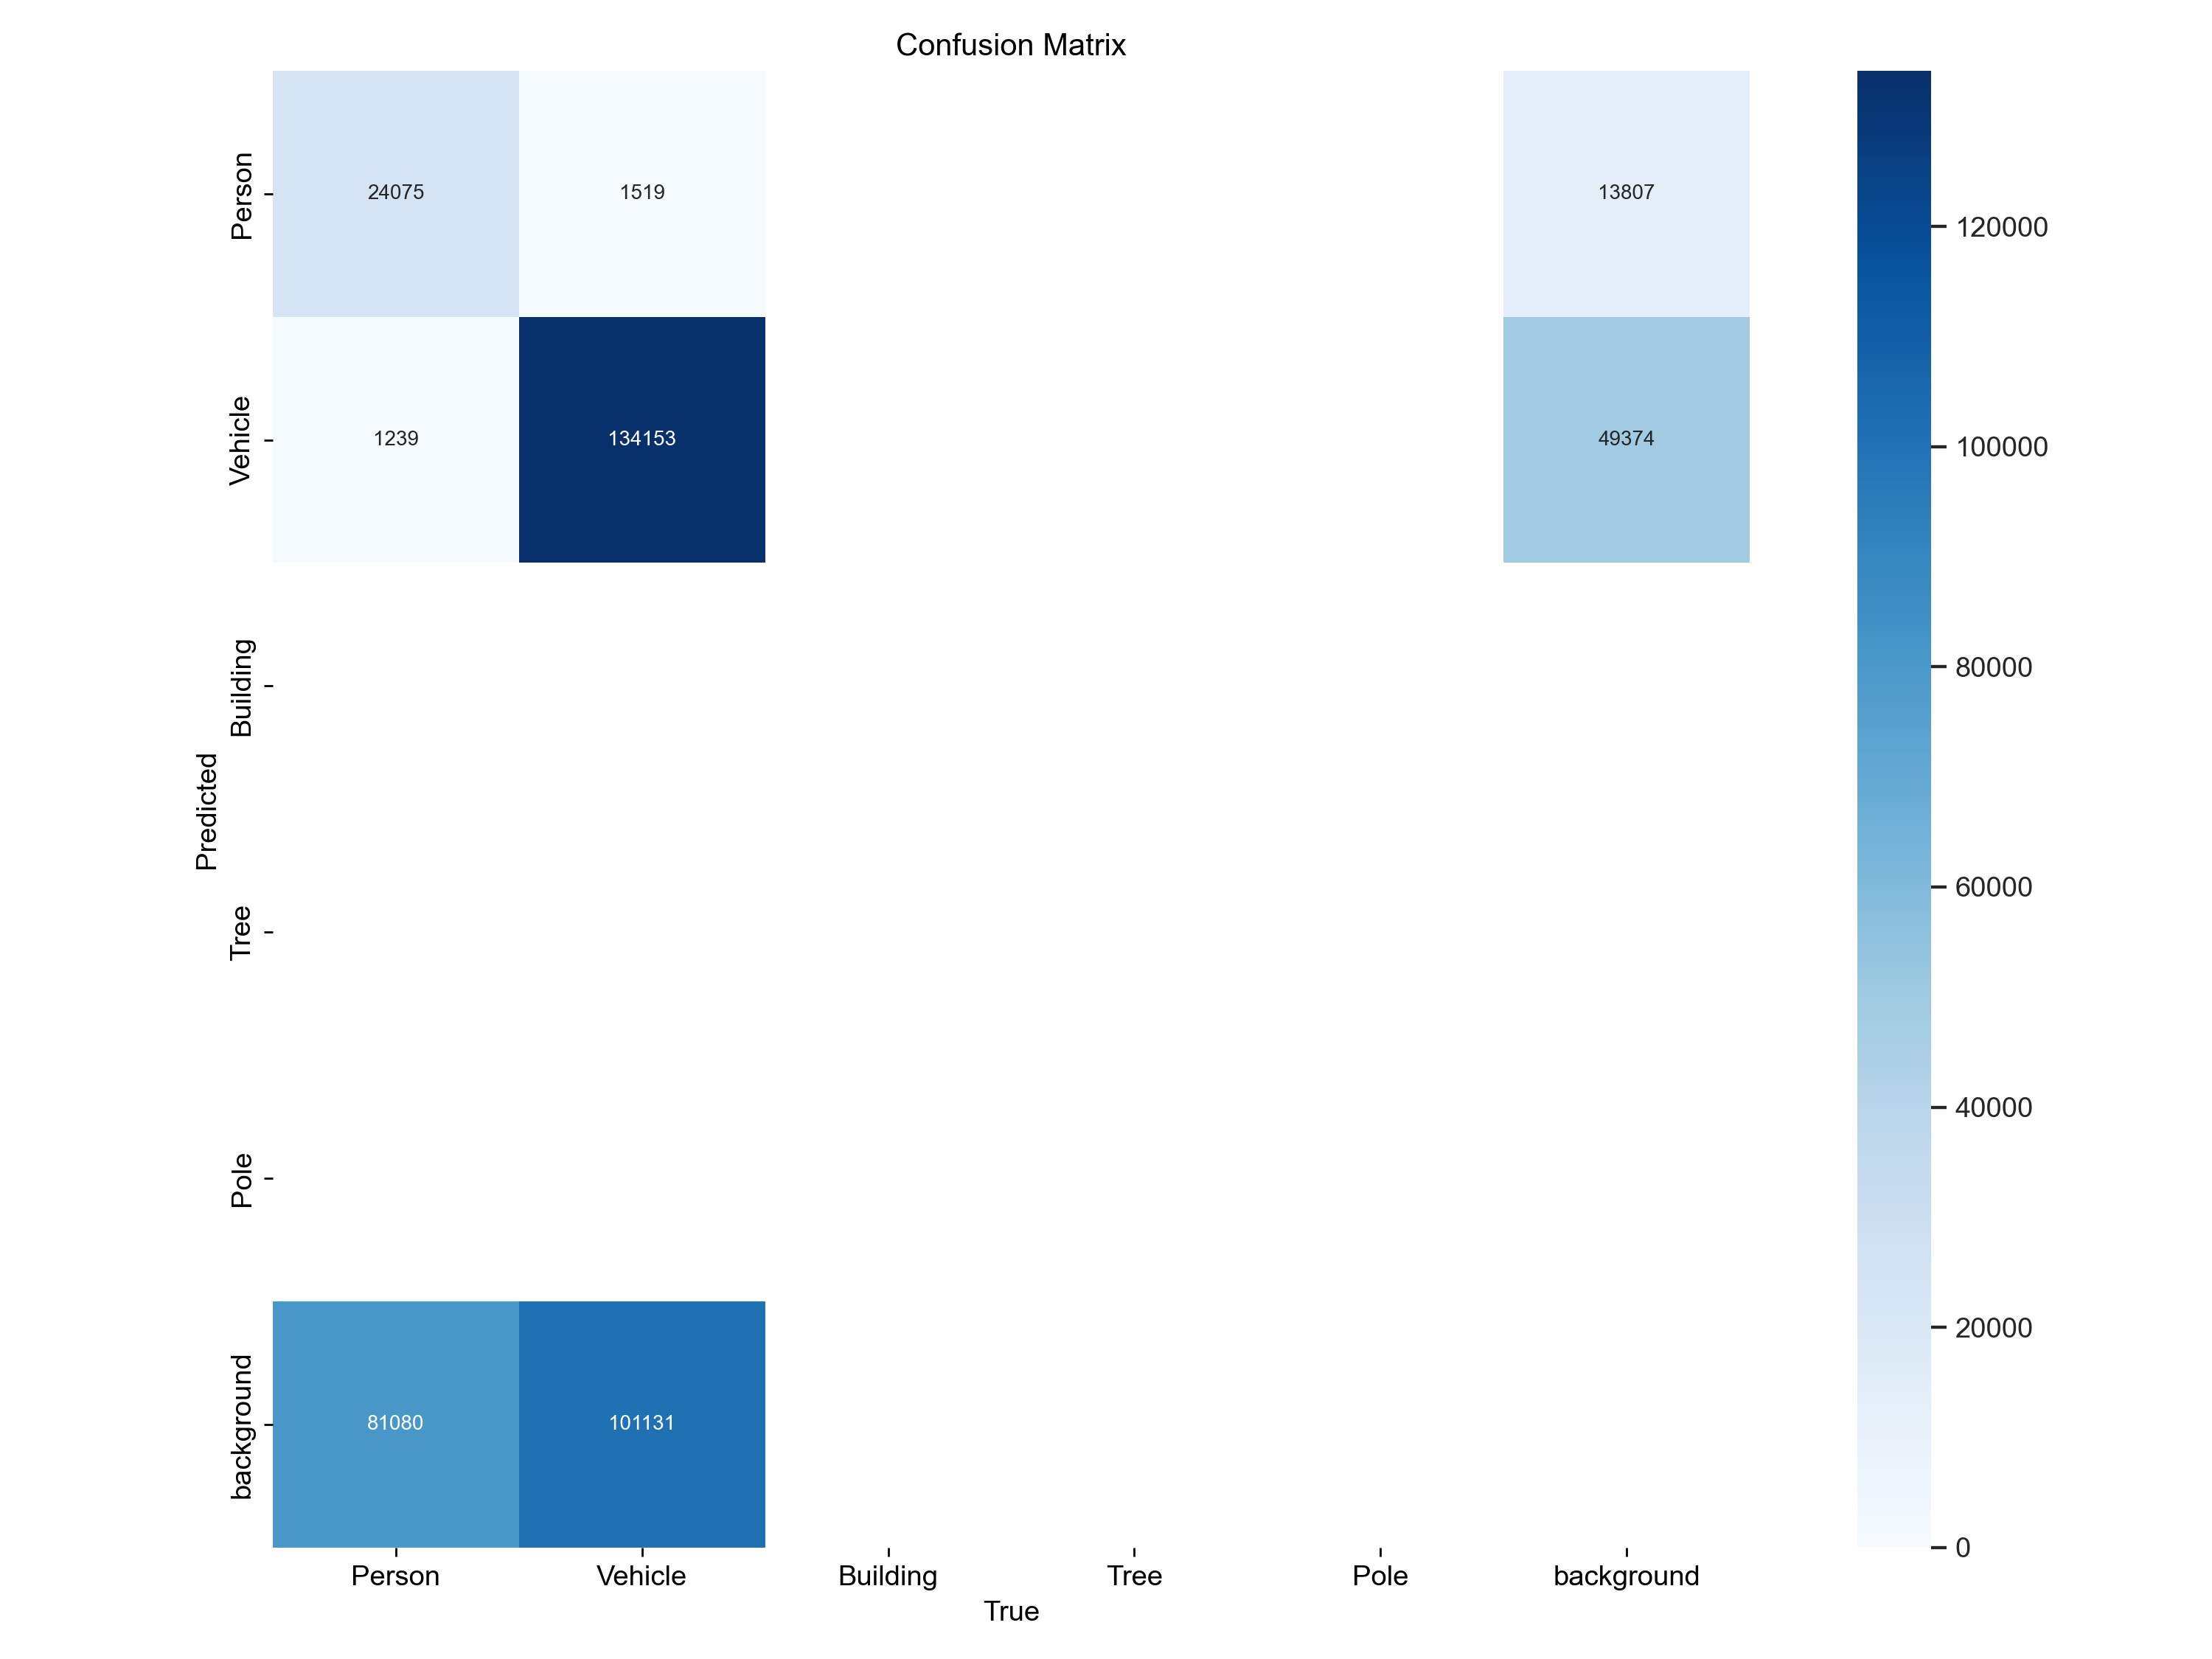 Confusion Matrix
Person
24075
1519
13807
Vehicle
1239
134153
49374
Building
Tree
Pole
background
81080
101131
Predicted
Person
Vehicle
Building
Tree
Pole
background
True
120000
100000
80000
60000
40000
20000
0